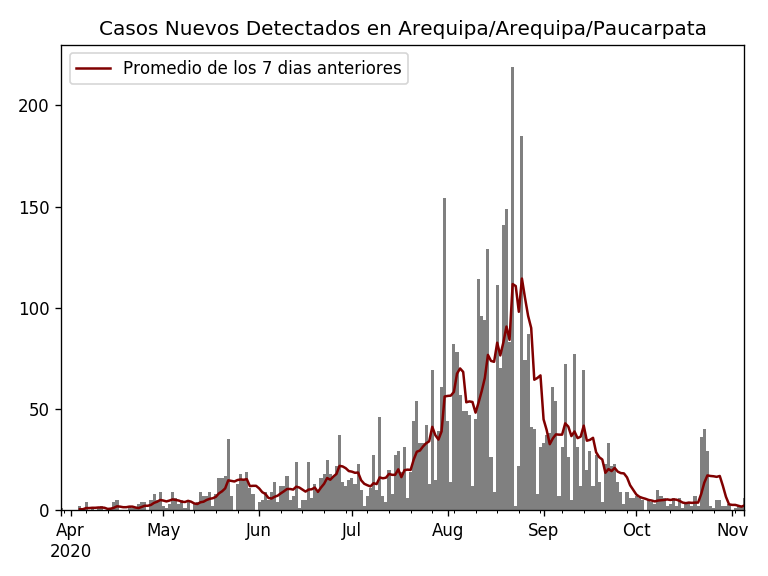 Casos Nuevos Detectados en Arequipa/Arequipa/Paucarpata
Promedio de los 7 dias anteriores
200
150
100
50
0
Apr May Jun Jul Aug Sep Oct Nov
2020